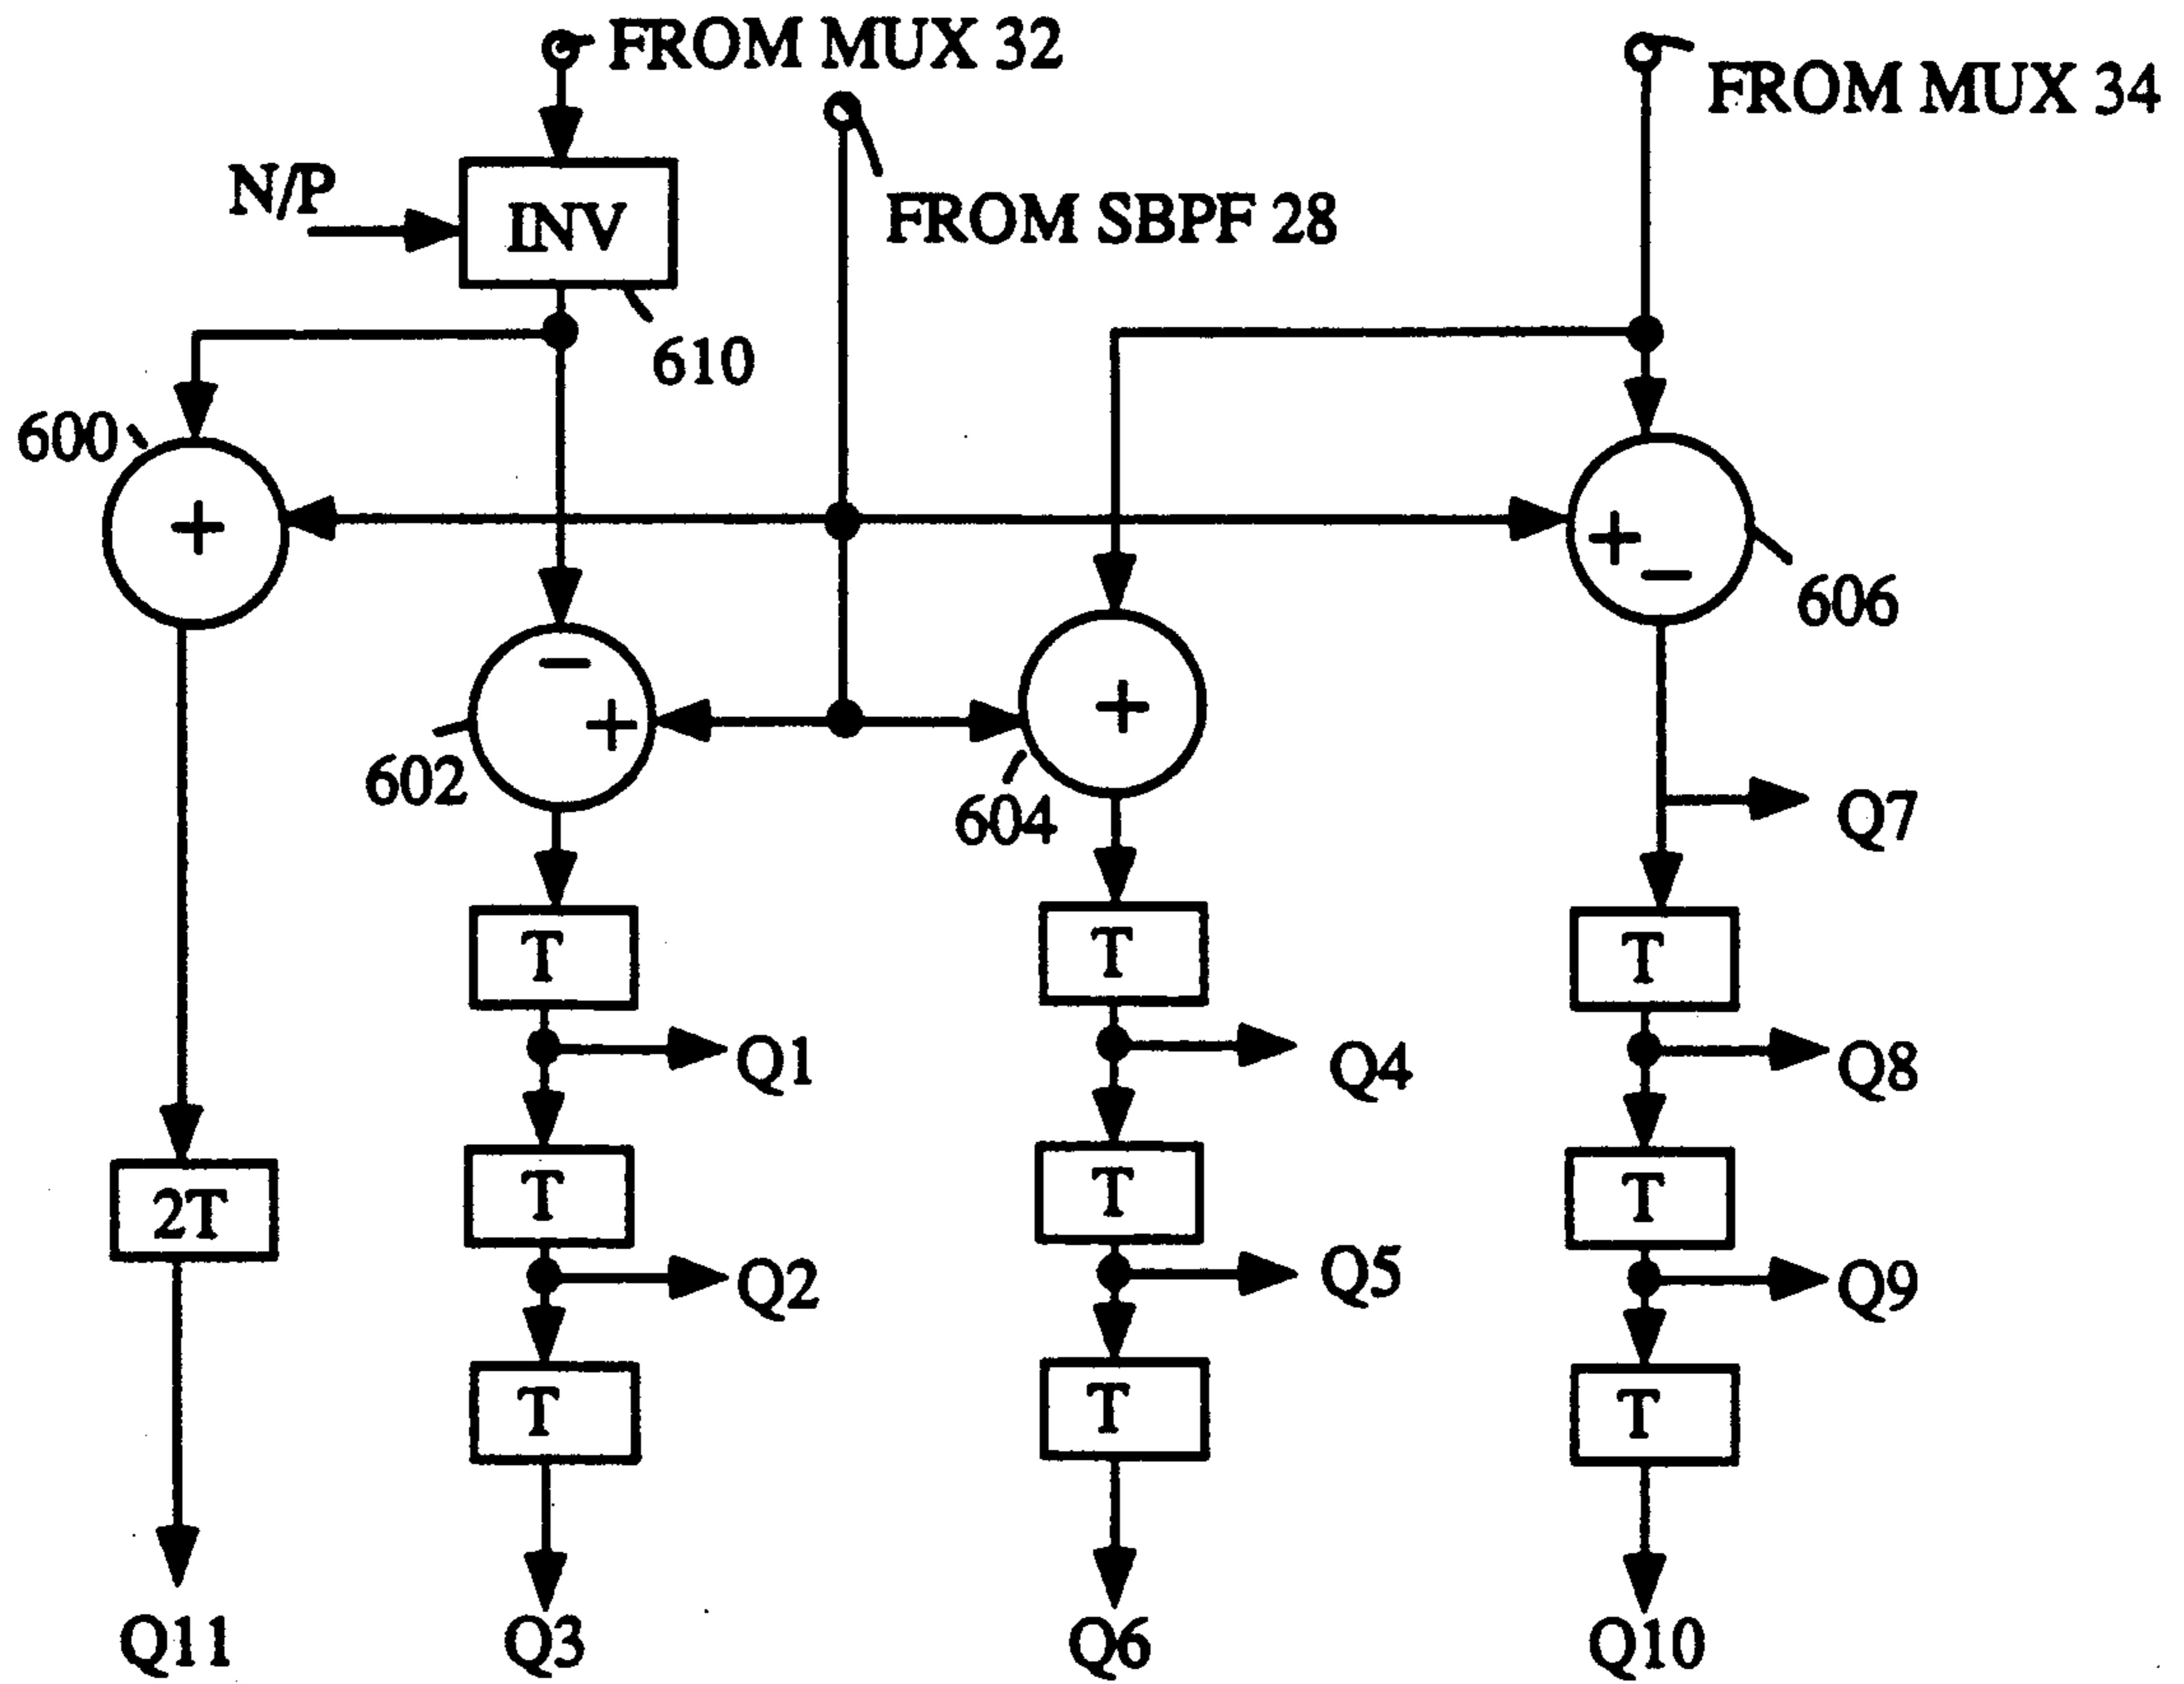 FROM MUX 32
FROM MUX 34
N/P
INV
FROM SBPF 28
610
600
+
+
−
606
−
+
+
602
604
Q7
T
T
T
Q1
Q4
Q8
2T
T
T
T
Q2
Q5
Q9
T
T
T
Q11
Q3
Q6
Q10